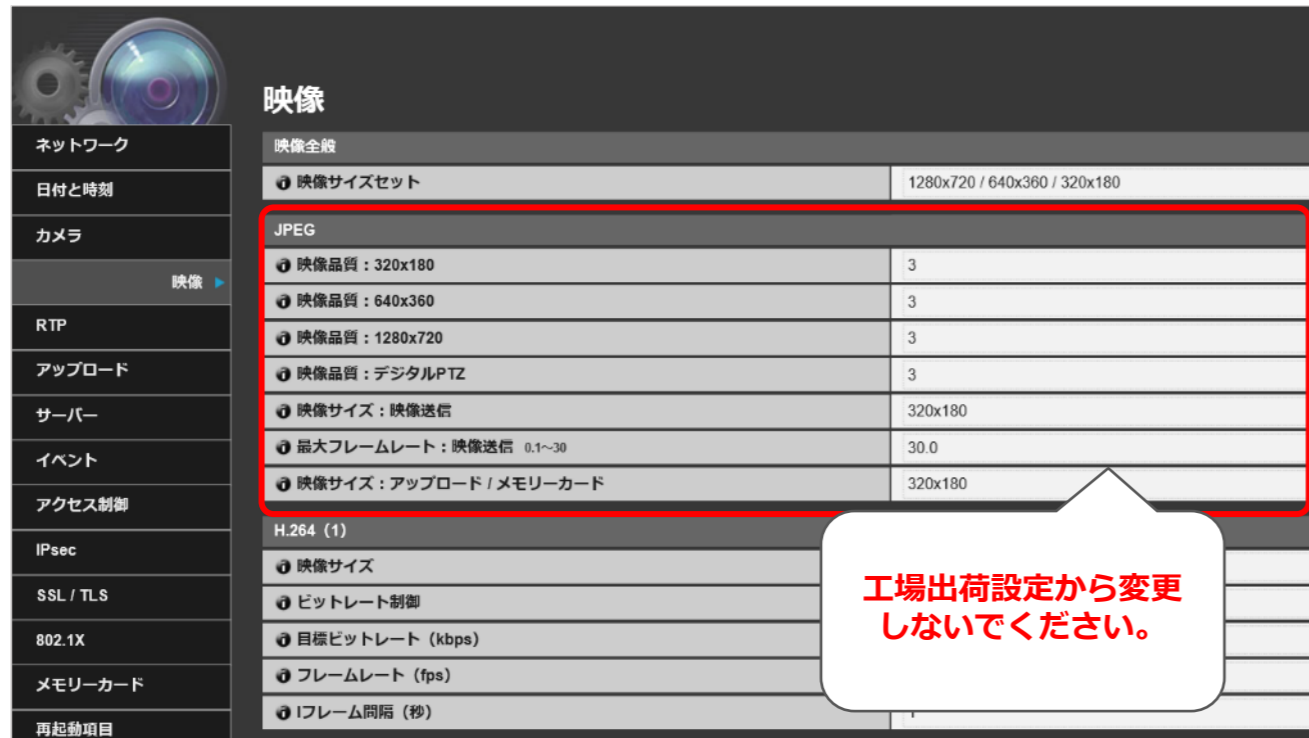 映像
ネットワーク
日付と時刻
カメラ
映像
RTP
アップロード
サーバー
イベント
アクセス制御
IPsec
SSL / TLS
802.1X
メモリーカード
再起動項目
映像全般
映像サイズセット 1280x720 / 640x360 / 320x180
JPEG
映像品質：320x180 3
映像品質：640x360 3
映像品質：1280x720 3
映像品質：デジタルPTZ 3
映像サイズ：映像送信 320x180
最大フレームレート：映像送信 0.1～30 30.0
映像サイズ：アップロード / メモリーカード 320x180
H.264（1）
映像サイズ
ビットレート制御
目標ビットレート（kbps）
フレームレート（fps）
Iフレーム間隔（秒）
工場出荷設定から変更
しないでください。